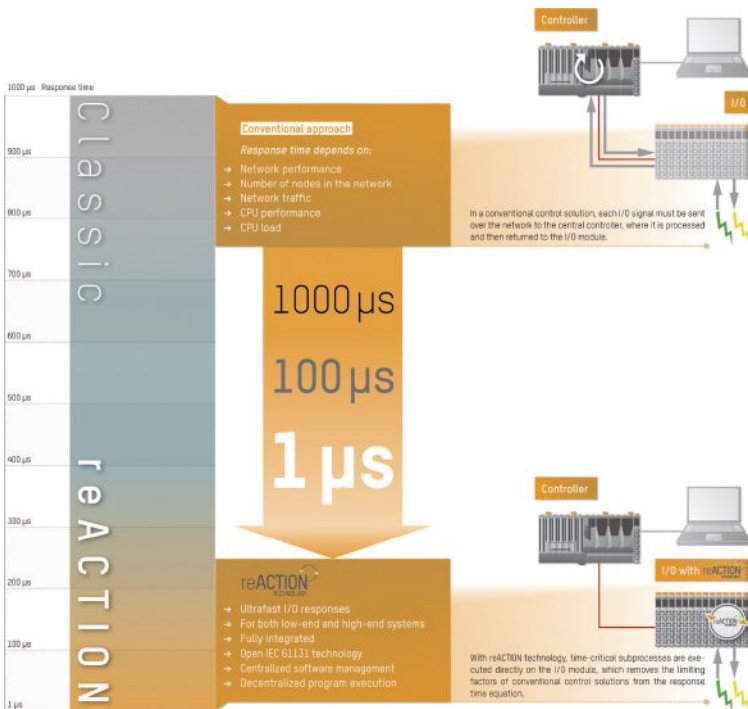 Controller
1000 µs Response time
I/O
Classic
Conventional approach
Response time depends on:
→ Network performance
→ Number of nodes in the network
→ Network traffic
→ CPU performance
→ CPU load
900 µs
800 µs
In a conventional control solution, each I/O signal must be sent
over the network to the central controller, where it is processed
and then returned to the I/O module.
700 µs
1000 µs
600 µs
100 µs
500 µs
1 µs
400 µs
reACTION
Controller
300 µs
I/O with reACTION
TECHNOLOGY
reACTION
TECHNOLOGY
200 µs
→ Ultrafast I/O responses
→ For both low-end and high-end systems
→ Fully integrated
→ Open IEC 61131 technology
→ Centralized software management
→ Decentralized program execution
reACTION
100 µs
With reACTION technology, time-critical subprocesses are exe-
cuted directly on the I/O module, which removes the limiting
factors of conventional control solutions from the response
time equation.
1 µs